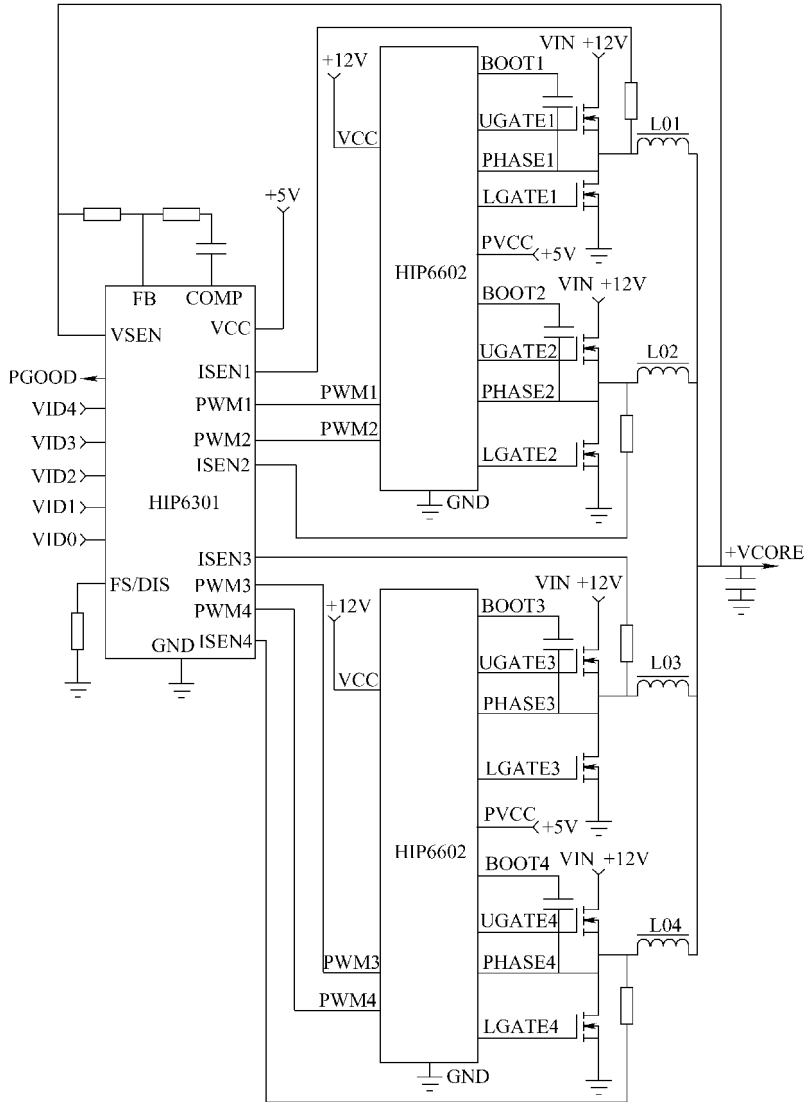 VIN +12V
+12V
BOOT1
L01
UGATE1
VCC
PHASE1
+5V
LGATE1
PVCC
+5V
HIP6602
VIN +12V
FB
COMP
BOOT2
VSEN
VCC
L02
UGATE2
PGOOD
ISEN1
PWM1
PHASE2
VID4
PWM1
VID3
PWM2
PWM2
VID2
ISEN2
LGATE2
VID1
HIP6301
GND
VID0
ISEN3
+VCORE
FS/DIS
PWM3
VIN +12V
PWM4
+12V
BOOT3
GND
ISEN4
UGATE3
L03
VCC
PHASE3
LGATE3
PVCC
+5V
HIP6602
VIN +12V
BOOT4
UGATE4
L04
PWM3
PHASE4
PWM4
LGATE4
GND